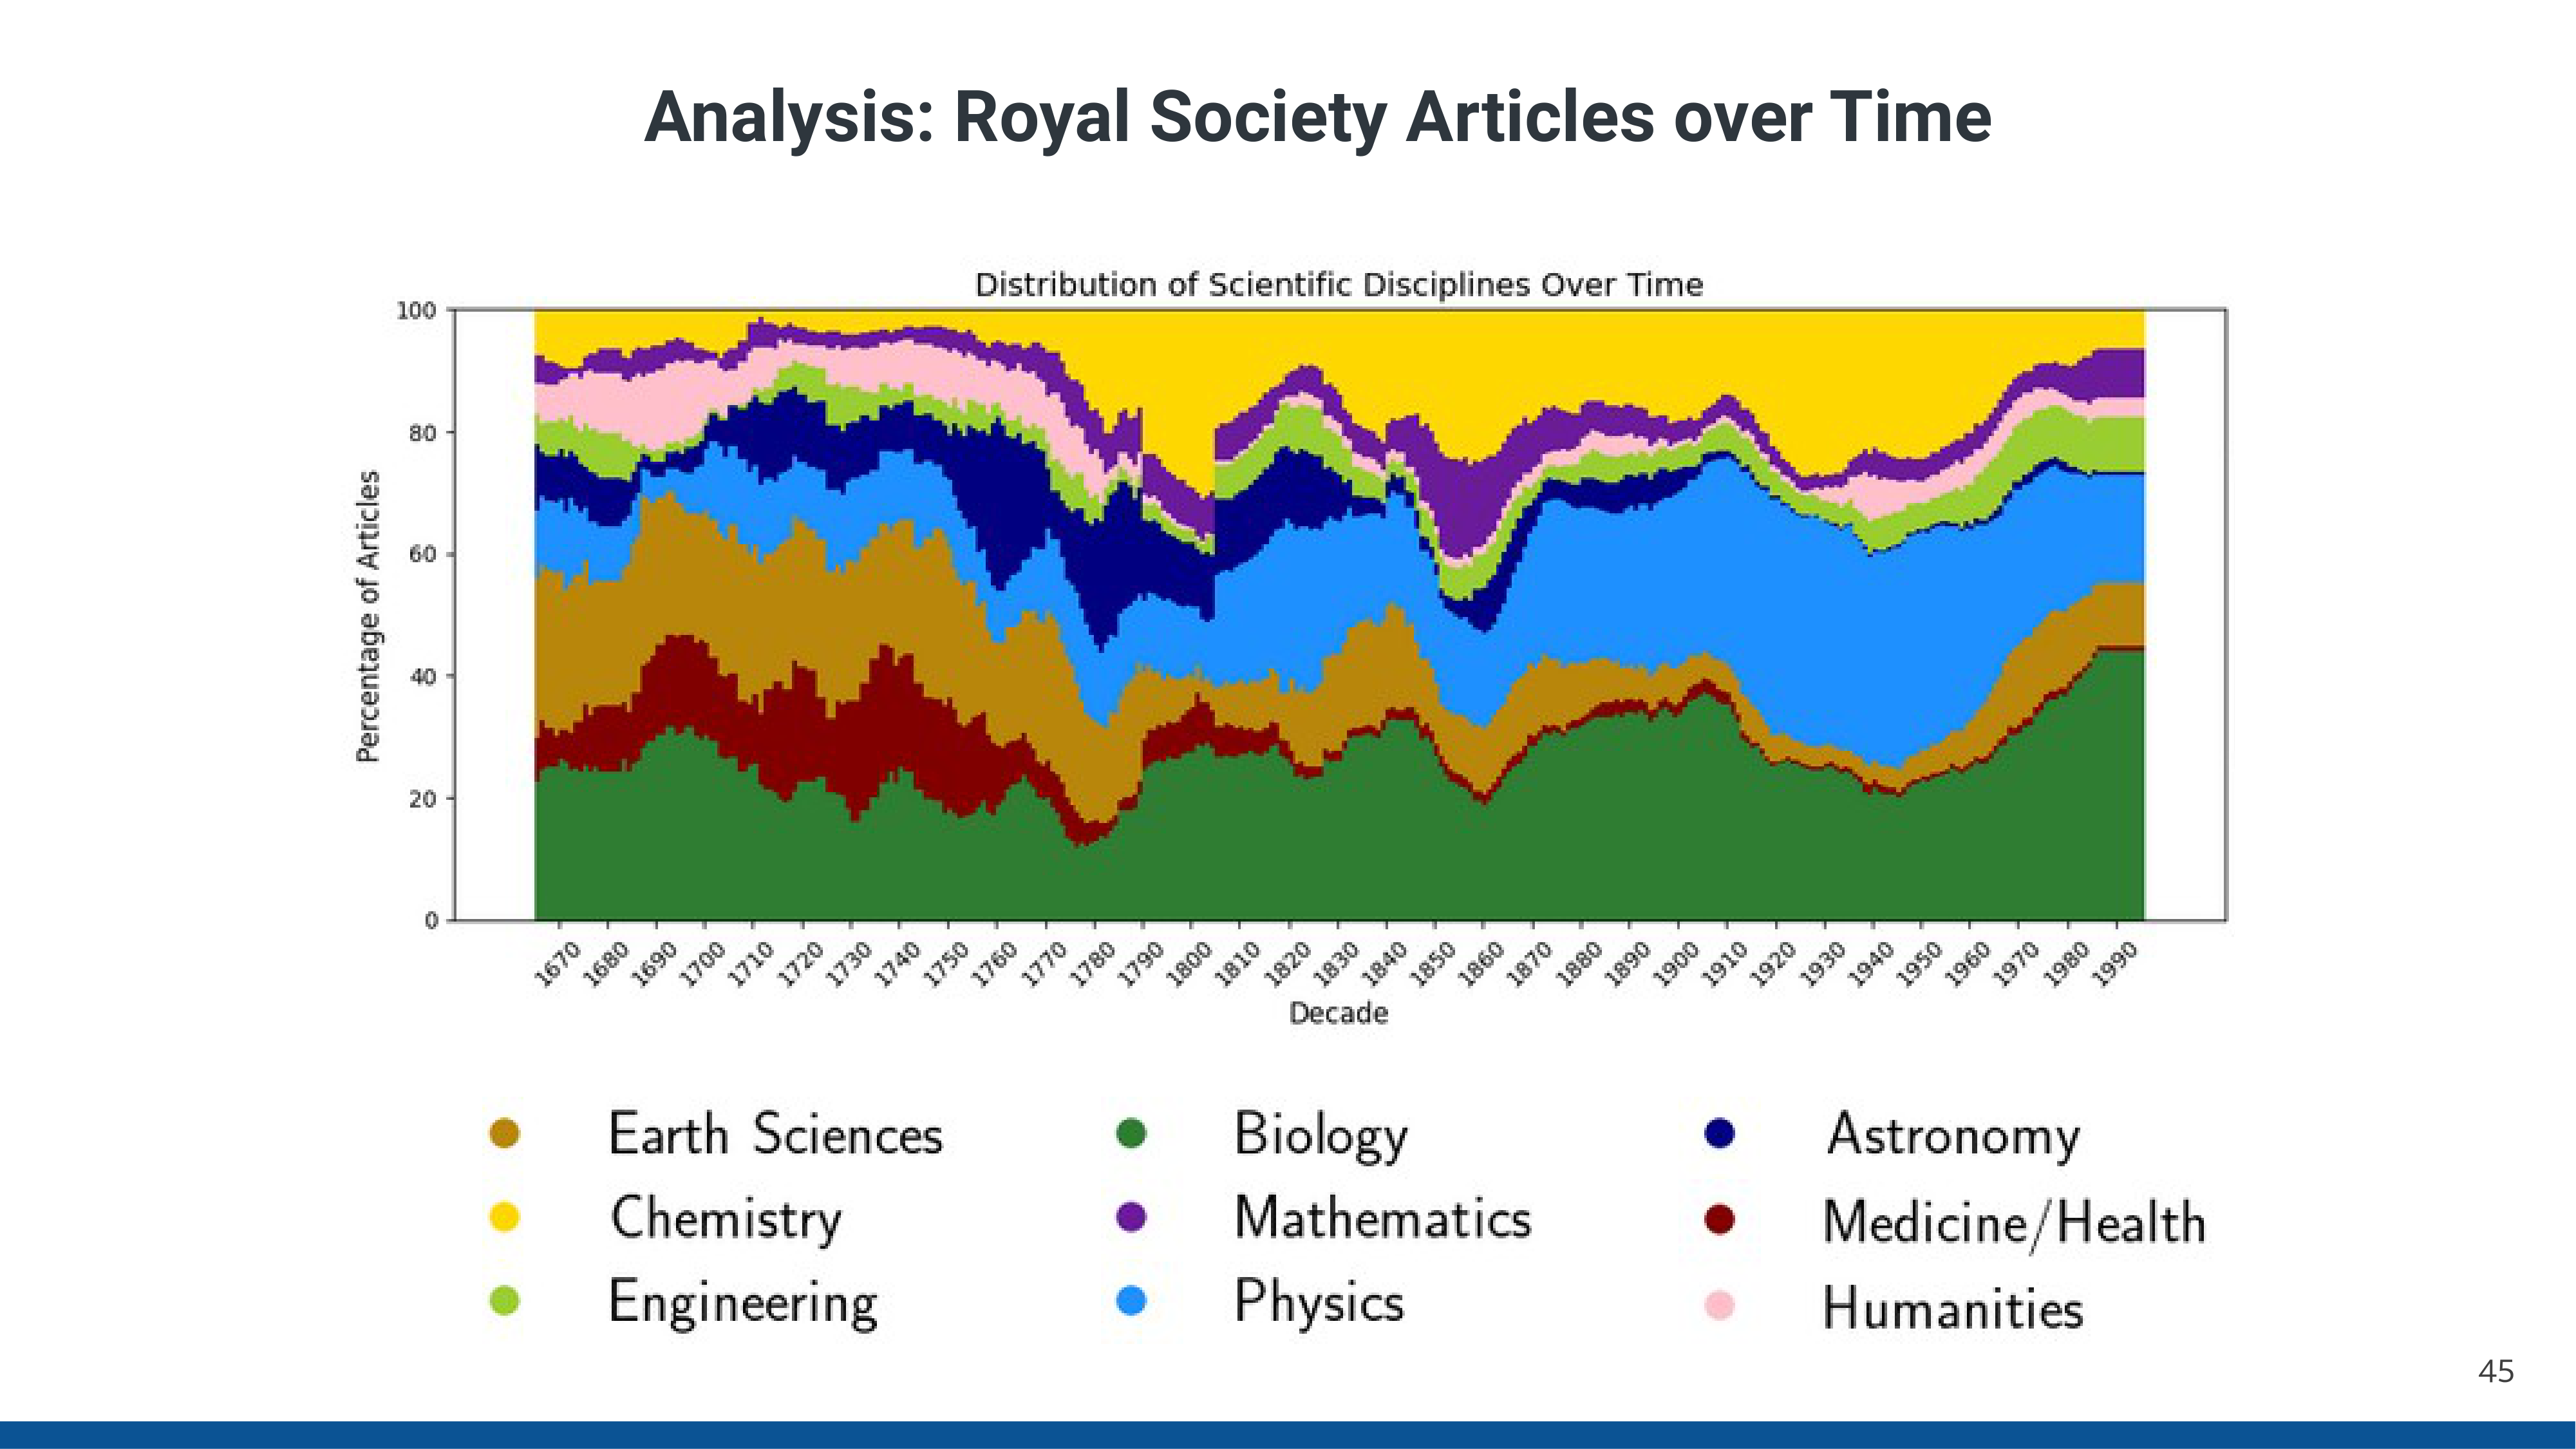 Analysis: Royal Society Articles over Time
Distribution of Scientific Disciplines Over Time
Percentage of Articles
100
80
60
40
20
0
1670 1680 1690 1700 1710 1720 1730 1740 1750 1760 1770 1780 1790 1800 1810 1820 1830 1840 1850 1860 1870 1880 1890 1900 1910 1920 1930 1940 1950 1960 1970 1980 1990
Decade
Earth Sciences Biology Astronomy
Chemistry Mathematics Medicine/Health
Engineering Physics Humanities
45